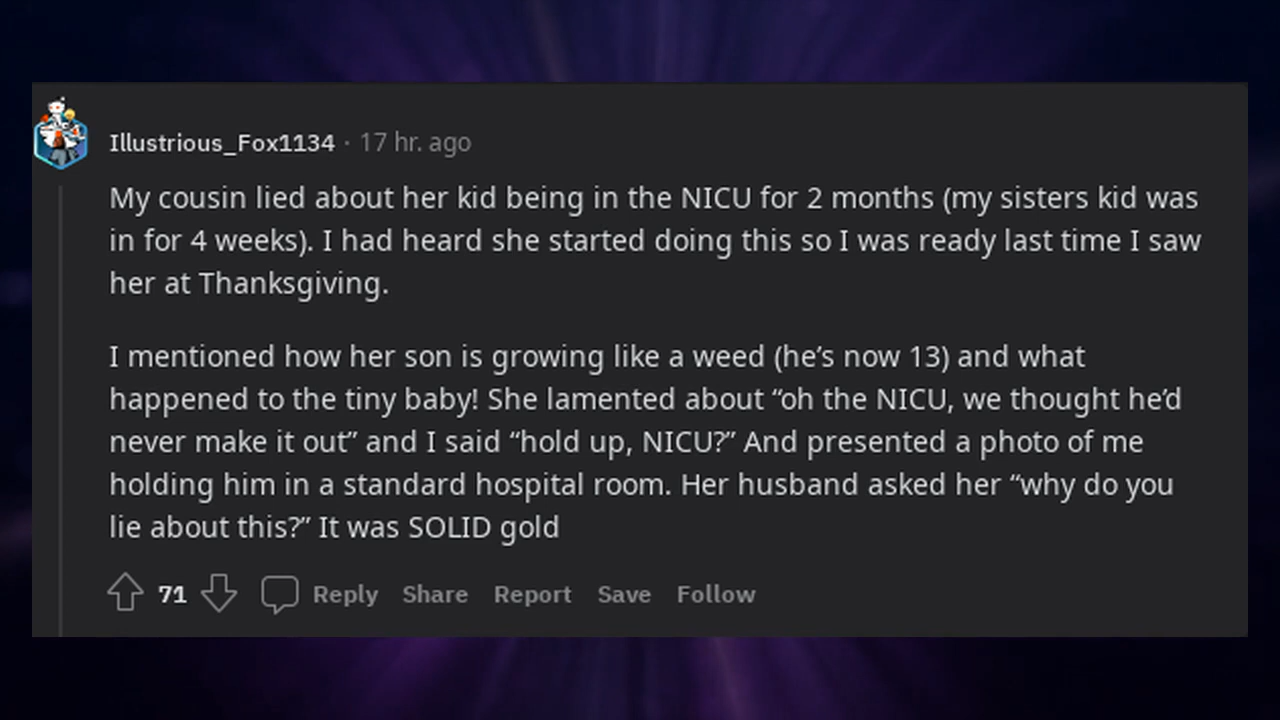 Illustrious_Fox1134 · 17 hr. ago
My cousin lied about her kid being in the NICU for 2 months (my sisters kid was
in for 4 weeks). I had heard she started doing this so I was ready last time I saw
her at Thanksgiving.
I mentioned how her son is growing like a weed (he’s now 13) and what
happened to the tiny baby! She lamented about “oh the NICU, we thought he’d
never make it out” and I said “hold up, NICU?” And presented a photo of me
holding him in a standard hospital room. Her husband asked her “why do you
lie about this?” It was SOLID gold
71 Reply Share Report Save Follow